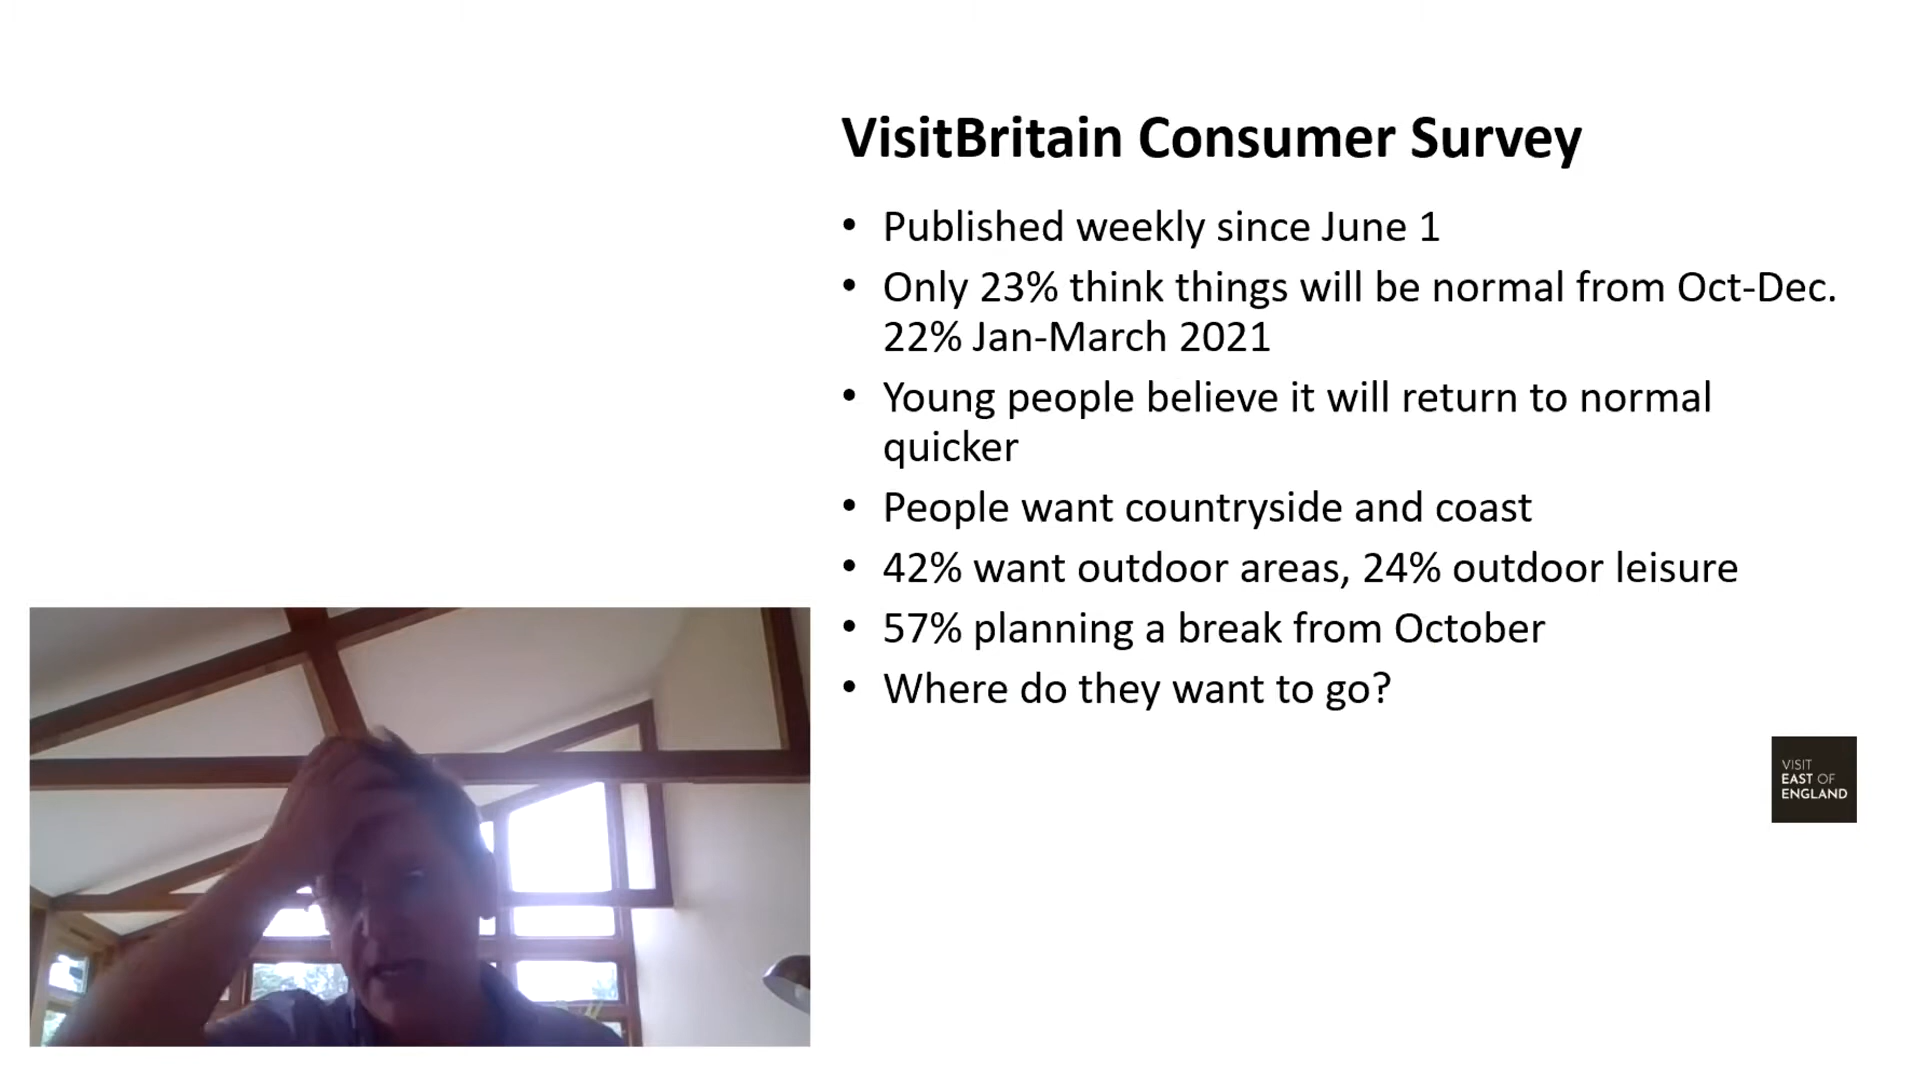 VisitBritain Consumer Survey
• Published weekly since June 1
• Only 23% think things will be normal from Oct-Dec.
22% Jan-March 2021
• Young people believe it will return to normal
quicker
• People want countryside and coast
• 42% want outdoor areas, 24% outdoor leisure
• 57% planning a break from October
• Where do they want to go?
VISIT
EAST OF
ENGLAND